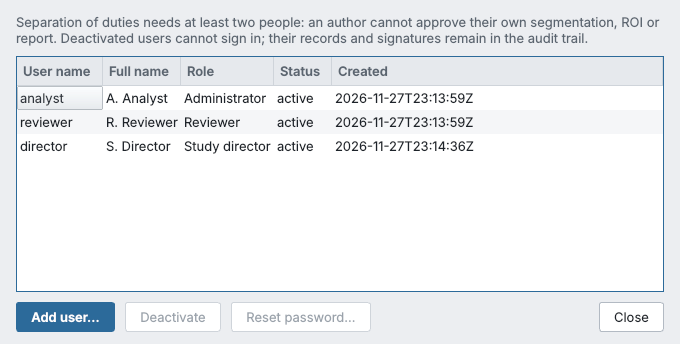 Separation of duties needs at least two people: an author cannot approve their own segmentation, ROI or
report. Deactivated users cannot sign in; their records and signatures remain in the audit trail.
User name Full name Role Status Created
analyst A. Analyst Administrator active 2026-11-27T23:13:59Z
reviewer R. Reviewer Reviewer active 2026-11-27T23:13:59Z
director S. Director Study director active 2026-11-27T23:14:36Z
Add user... Deactivate Reset password... Close